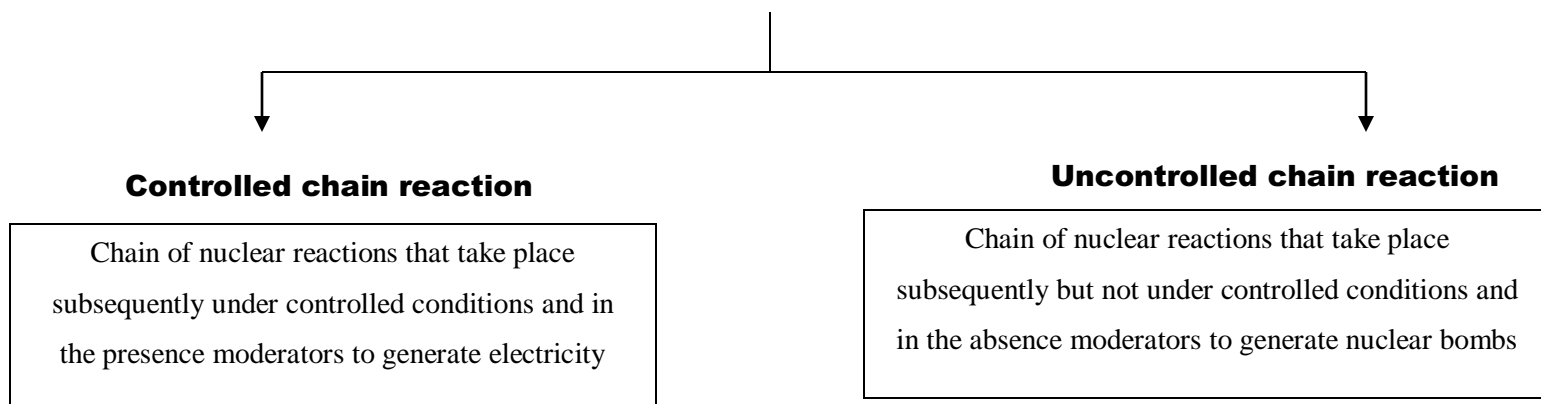 Controlled chain reaction
Chain of nuclear reactions that take place
subsequently under controlled conditions and in
the presence moderators to generate electricity
Uncontrolled chain reaction
Chain of nuclear reactions that take place
subsequently but not under controlled conditions and
in the absence moderators to generate nuclear bombs